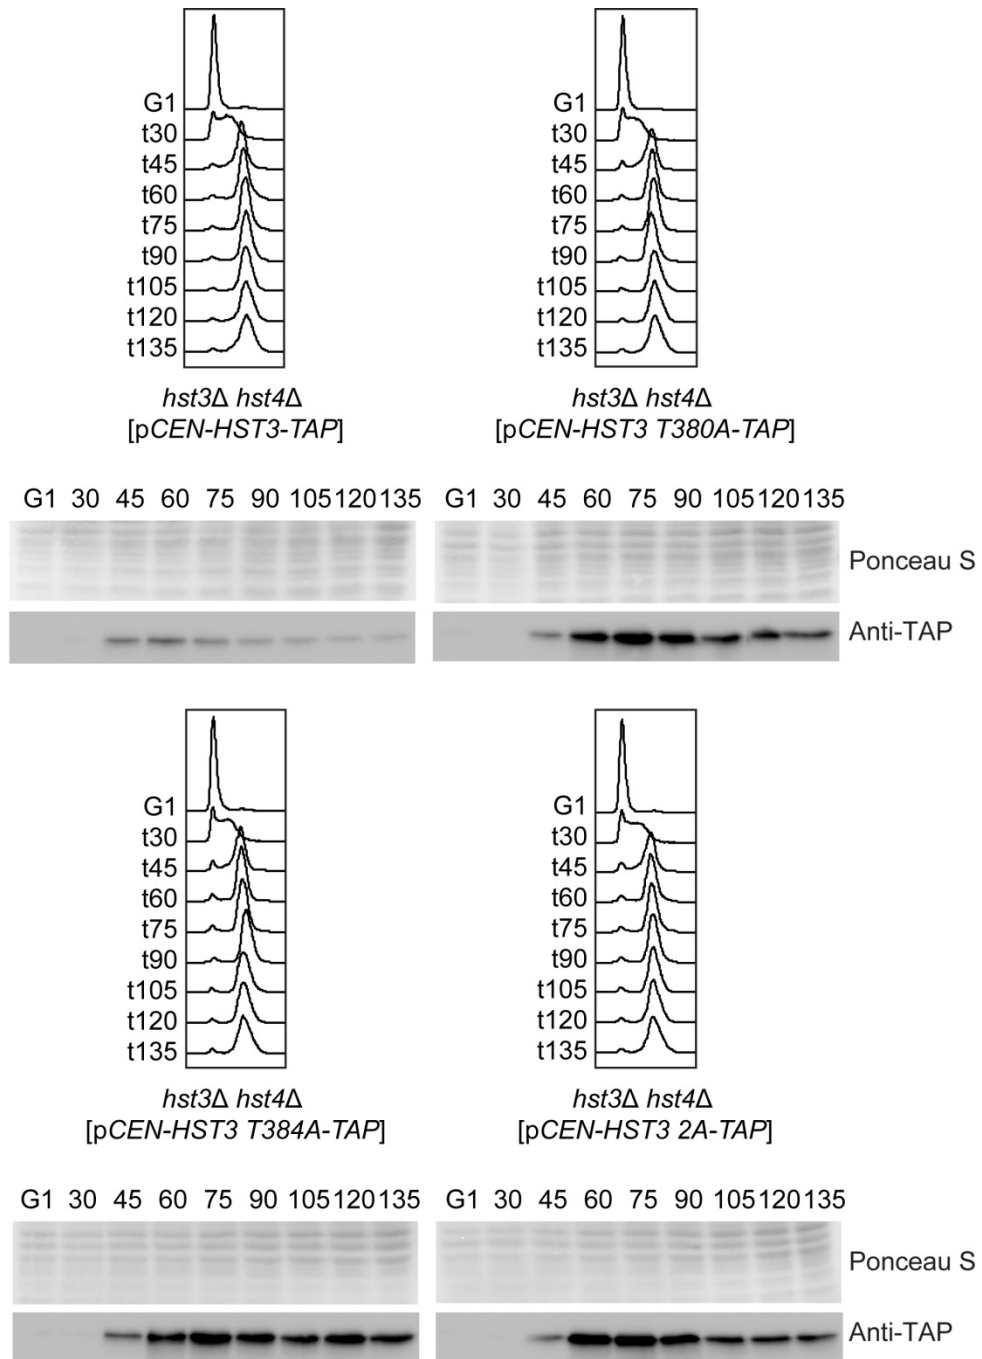 G1
t30
t45
t60
t75
t90
t105
t120
t135
hst3Δ hst4Δ
[pCEN-HST3-TAP]
G1
t30
t45
t60
t75
t90
t105
t120
t135
hst3Δ hst4Δ
[pCEN-HST3 T380A-TAP]
G1 30 45 60 75 90 105 120 135
G1 30 45 60 75 90 105 120 135
Ponceau S
Anti-TAP
G1
t30
t45
t60
t75
t90
t105
t120
t135
hst3Δ hst4Δ
[pCEN-HST3 T384A-TAP]
G1
t30
t45
t60
t75
t90
t105
t120
t135
hst3Δ hst4Δ
[pCEN-HST3 2A-TAP]
G1 30 45 60 75 90 105 120 135
G1 30 45 60 75 90 105 120 135
Ponceau S
Anti-TAP